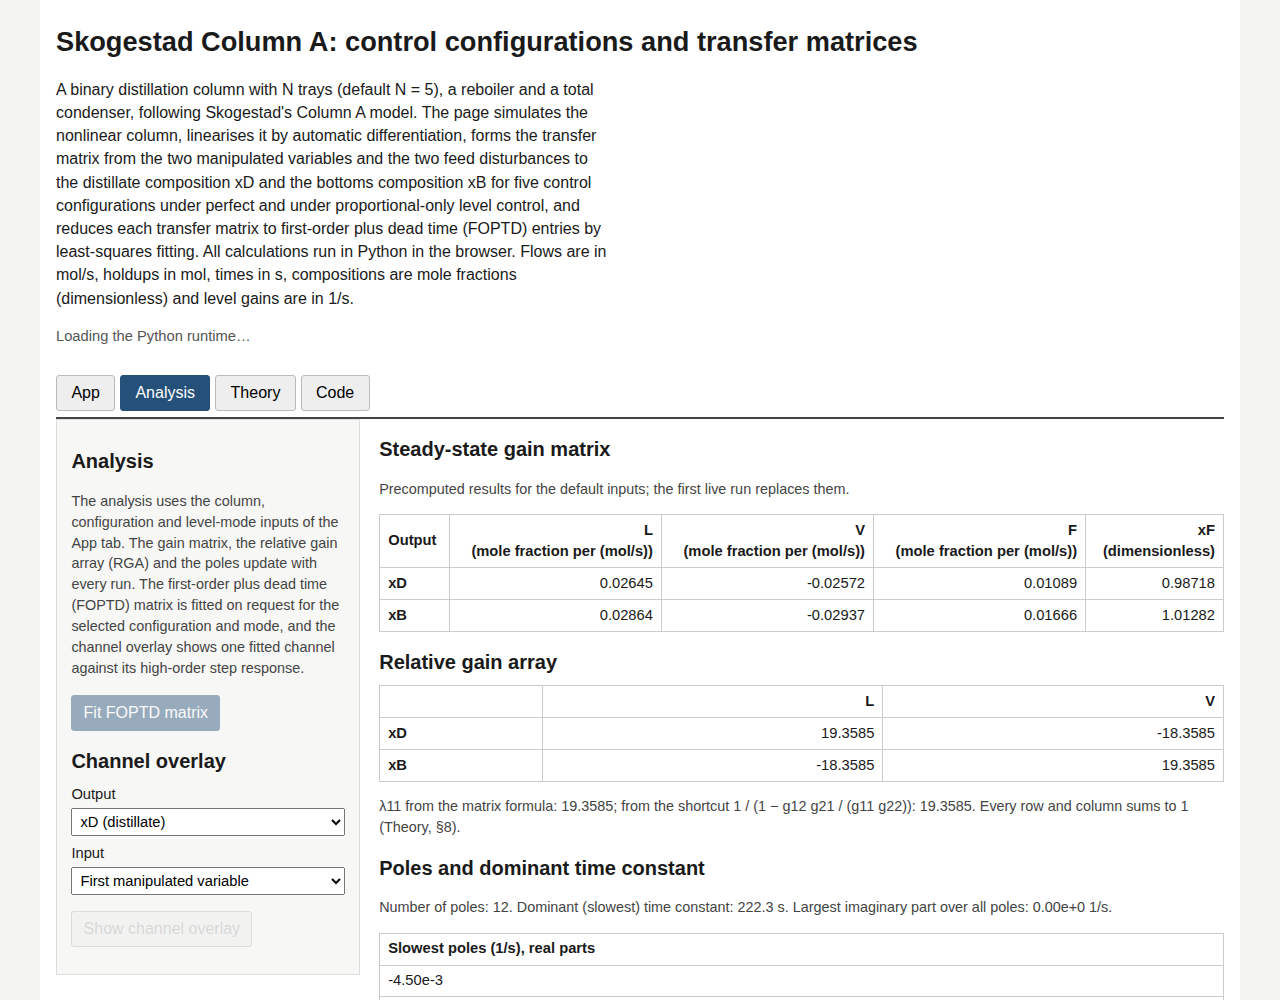 Skogestad Column A: control configurations and transfer matrices
A binary distillation column with N trays (default N = 5), a reboiler and a total
condenser, following Skogestad's Column A model. The page simulates the
nonlinear column, linearises it by automatic differentiation, forms the transfer
matrix from the two manipulated variables and the two feed disturbances to
the distillate composition xD and the bottoms composition xB for five control
configurations under perfect and under proportional-only level control, and
reduces each transfer matrix to first-order plus dead time (FOPTD) entries by
least-squares fitting. All calculations run in Python in the browser. Flows are in
mol/s, holdups in mol, times in s, compositions are mole fractions
(dimensionless) and level gains are in 1/s.
Loading the Python runtime…
App Analysis Theory Code
Analysis
The analysis uses the column,
configuration and level-mode inputs of the
App tab. The gain matrix, the relative gain
array (RGA) and the poles update with
every run. The first-order plus dead time
(FOPTD) matrix is fitted on request for the
selected configuration and mode, and the
channel overlay shows one fitted channel
against its high-order step response.
Fit FOPTD matrix
Channel overlay
Output
xD (distillate)
Input
First manipulated variable
Show channel overlay
Steady-state gain matrix
Precomputed results for the default inputs; the first live run replaces them.
Output L V F xF
(mole fraction per (mol/s)) (mole fraction per (mol/s)) (mole fraction per (mol/s)) (dimensionless)
xD 0.02645 -0.02572 0.01089 0.98718
xB 0.02864 -0.02937 0.01666 1.01282
Relative gain array
L V
xD 19.3585 -18.3585
xB -18.3585 19.3585
λ11 from the matrix formula: 19.3585; from the shortcut 1 / (1 − g12 g21 / (g11 g22)): 19.3585. Every row and column sums to 1
(Theory, §8).
Poles and dominant time constant
Number of poles: 12. Dominant (slowest) time constant: 222.3 s. Largest imaginary part over all poles: 0.00e+0 1/s.
Slowest poles (1/s), real parts
-4.50e-3